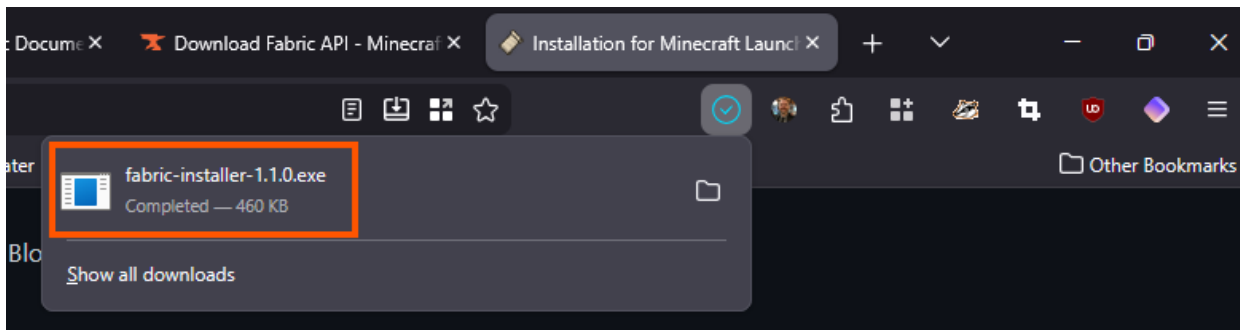 Docume
Download Fabric API - Minecraf
Installation for Minecraft Launch
ater
Other Bookmarks
fabric-installer-1.1.0.exe
Completed — 460 KB
Blo
Show all downloads